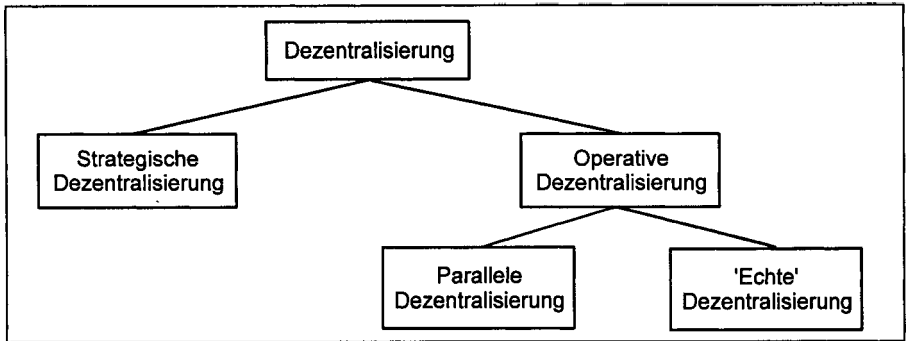 Dezentralisierung
Strategische
Dezentralisierung
Operative
Dezentralisierung
Parallele
Dezentralisierung
'Echte'
Dezentralisierung